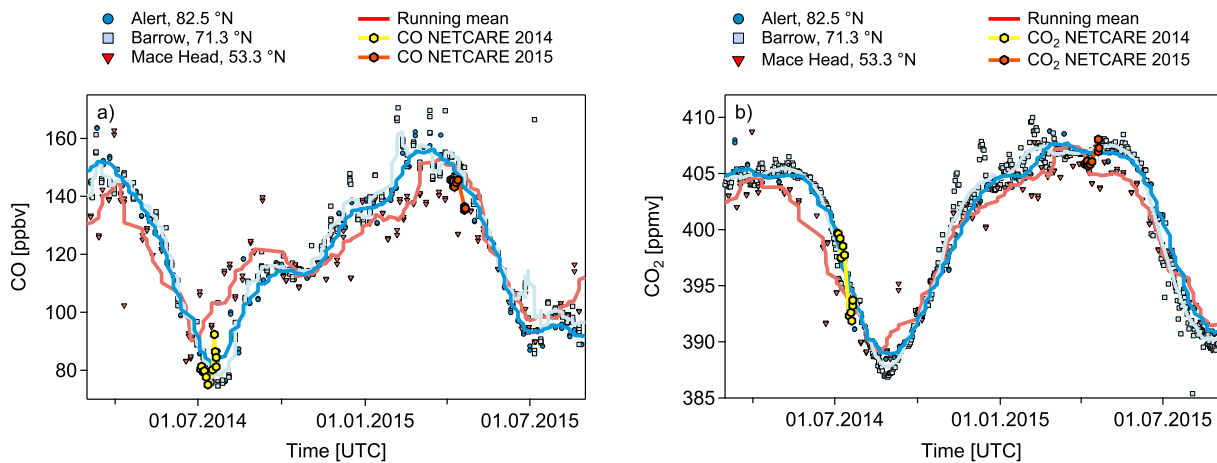 Alert, 82.5 °N
Barrow, 71.3 °N
Mace Head, 53.3 °N
Running mean
CO NETCARE 2014
CO NETCARE 2015
a)
160
140
120
100
80
CO [ppbv]
01.07.2014
01.01.2015
01.07.2015
Time [UTC]
Alert, 82.5 °N
Barrow, 71.3 °N
Mace Head, 53.3 °N
Running mean
CO₂ NETCARE 2014
CO₂ NETCARE 2015
b)
410
405
400
395
390
385
CO₂ [ppmv]
01.07.2014
01.01.2015
01.07.2015
Time [UTC]